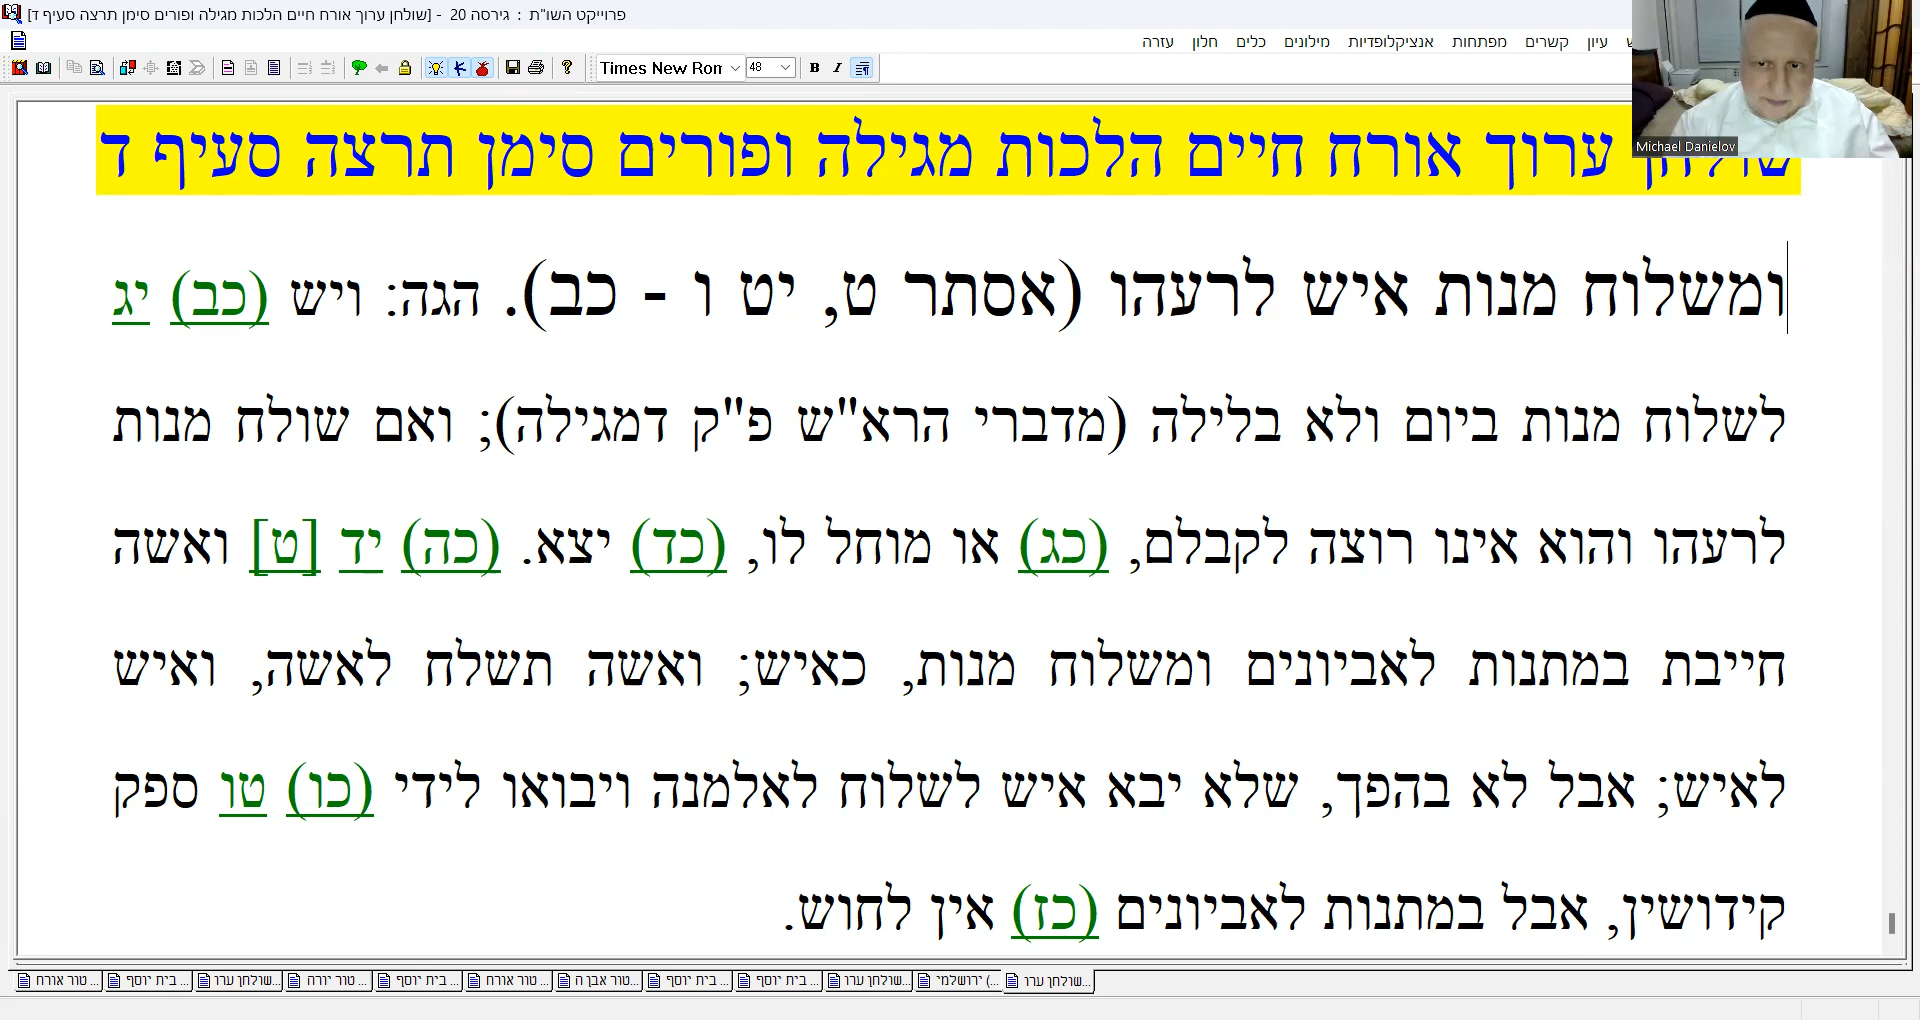 פרוייקט השו"ת : גירסה 20 - [שולחן ערוך אורח חיים הלכות מגילה ופורים סימן תרצה סעיף ד]
עיון קשרים מפתחות אנציקלופדיות מילונים כלים חלון עזרה
Times New Rom 48 B I
Michael Danielov
שולחן ערוך אורח חיים הלכות מגילה ופורים סימן תרצה סעיף ד
ומשלוח מנות איש לרעהו (אסתר ט, יט ו - כב). הגה: ויש (כב) יג
לשלוח מנות ביום ולא בלילה (מדברי הרא"ש פ"ק דמגילה); ואם שולח מנות
לרעהו והוא אינו רוצה לקבלם, (כג) או מוחל לו, (כד) יצא. (כה) יד [ט] ואשה
חייבת במתנות לאביונים ומשלוח מנות, כאיש; ואשה תשלח לאשה, ואיש
לאיש; אבל לא בהפך, שלא יבא איש לשלוח לאלמנה ויבואו לידי (כו) טו ספק
קידושין, אבל במתנות לאביונים (כז) אין לחוש.
טור אורח ... בית יוסף ... שולחן ערו... טור יורה ... בית יוסף ... טור אורח ... טור אבן ה... בית יוסף ... בית יוסף ... שולחן ערו... ירושלמי (... שולחן ערו...